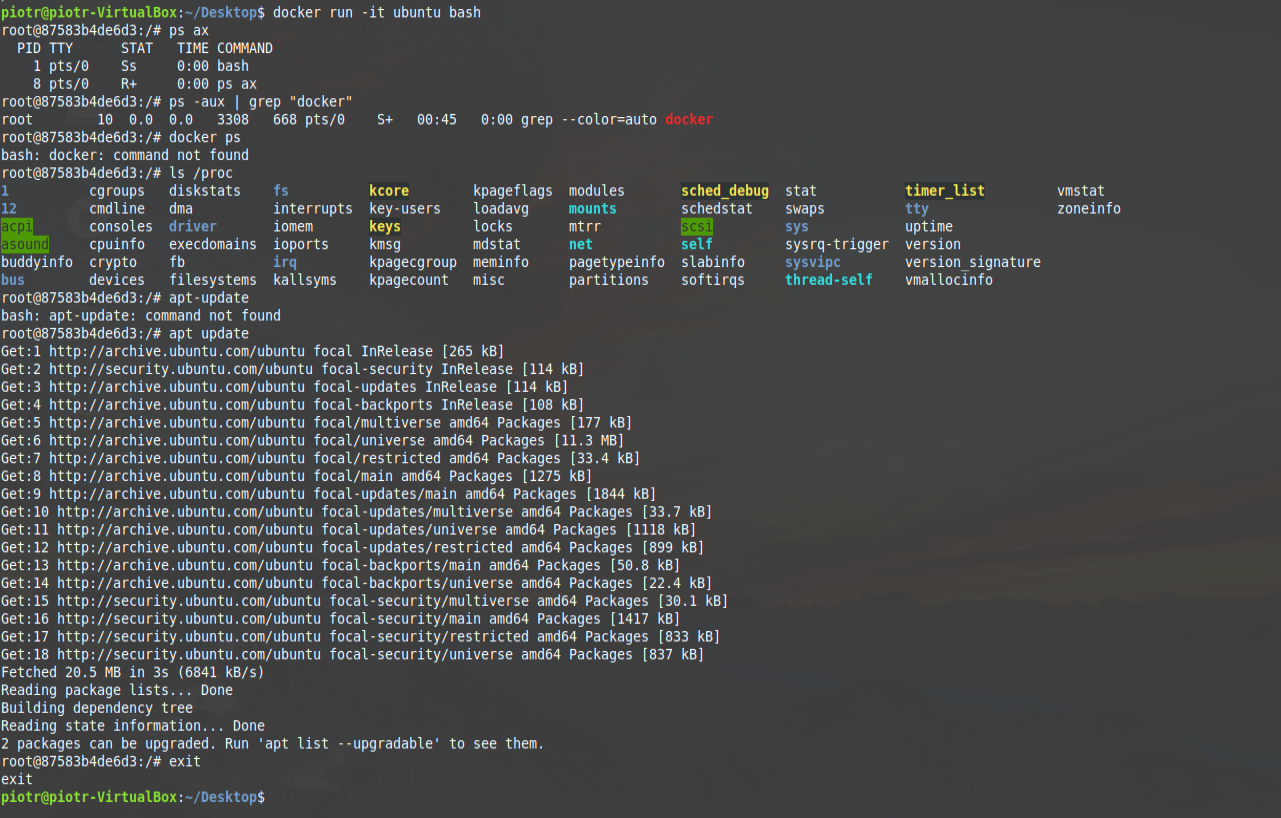 piotr@piotr-VirtualBox:~/Desktop$ docker run -it ubuntu bash
root@87583b4de6d3:/# ps ax
  PID TTY      STAT   TIME COMMAND
    1 pts/0    Ss     0:00 bash
    8 pts/0    R+     0:00 ps ax
root@87583b4de6d3:/# ps -aux | grep "docker"
root        10  0.0  0.0   3308   668 pts/0    S+   00:45   0:00 grep --color=auto docker
root@87583b4de6d3:/# docker ps
bash: docker: command not found
root@87583b4de6d3:/# ls /proc
1          cgroups   diskstats    fs          kcore       kpageflags  modules       sched_debug  stat           timer_list         vmstat
12         cmdline   dma          interrupts  key-users   loadavg     mounts        schedstat    swaps          tty                zoneinfo
acpi       consoles  driver       iomem       keys        locks       mtrr          scsi         sys            uptime
asound     cpuinfo   execdomains  ioports     kmsg        mdstat      net           self         sysrq-trigger  version
buddyinfo  crypto    fb           irq         kpagecgroup  meminfo     pagetypeinfo  slabinfo     sysvipc        version_signature
bus        devices   filesystems  kallsyms    kpagecount  misc        partitions    softirqs     thread-self    vmallocinfo
root@87583b4de6d3:/# apt-update
bash: apt-update: command not found
root@87583b4de6d3:/# apt update
Get:1 http://archive.ubuntu.com/ubuntu focal InRelease [265 kB]
Get:2 http://security.ubuntu.com/ubuntu focal-security InRelease [114 kB]
Get:3 http://archive.ubuntu.com/ubuntu focal-updates InRelease [114 kB]
Get:4 http://archive.ubuntu.com/ubuntu focal-backports InRelease [108 kB]
Get:5 http://archive.ubuntu.com/ubuntu focal/multiverse amd64 Packages [177 kB]
Get:6 http://archive.ubuntu.com/ubuntu focal/universe amd64 Packages [11.3 MB]
Get:7 http://archive.ubuntu.com/ubuntu focal/restricted amd64 Packages [33.4 kB]
Get:8 http://archive.ubuntu.com/ubuntu focal/main amd64 Packages [1275 kB]
Get:9 http://archive.ubuntu.com/ubuntu focal-updates/main amd64 Packages [1844 kB]
Get:10 http://archive.ubuntu.com/ubuntu focal-updates/multiverse amd64 Packages [33.7 kB]
Get:11 http://archive.ubuntu.com/ubuntu focal-updates/universe amd64 Packages [1118 kB]
Get:12 http://archive.ubuntu.com/ubuntu focal-updates/restricted amd64 Packages [899 kB]
Get:13 http://archive.ubuntu.com/ubuntu focal-backports/main amd64 Packages [50.8 kB]
Get:14 http://archive.ubuntu.com/ubuntu focal-backports/universe amd64 Packages [22.4 kB]
Get:15 http://security.ubuntu.com/ubuntu focal-security/multiverse amd64 Packages [30.1 kB]
Get:16 http://security.ubuntu.com/ubuntu focal-security/main amd64 Packages [1417 kB]
Get:17 http://security.ubuntu.com/ubuntu focal-security/restricted amd64 Packages [833 kB]
Get:18 http://security.ubuntu.com/ubuntu focal-security/universe amd64 Packages [837 kB]
Fetched 20.5 MB in 3s (6841 kB/s)
Reading package lists... Done
Building dependency tree
Reading state information... Done
2 packages can be upgraded. Run 'apt list --upgradable' to see them.
root@87583b4de6d3:/# exit
exit
piotr@piotr-VirtualBox:~/Desktop$